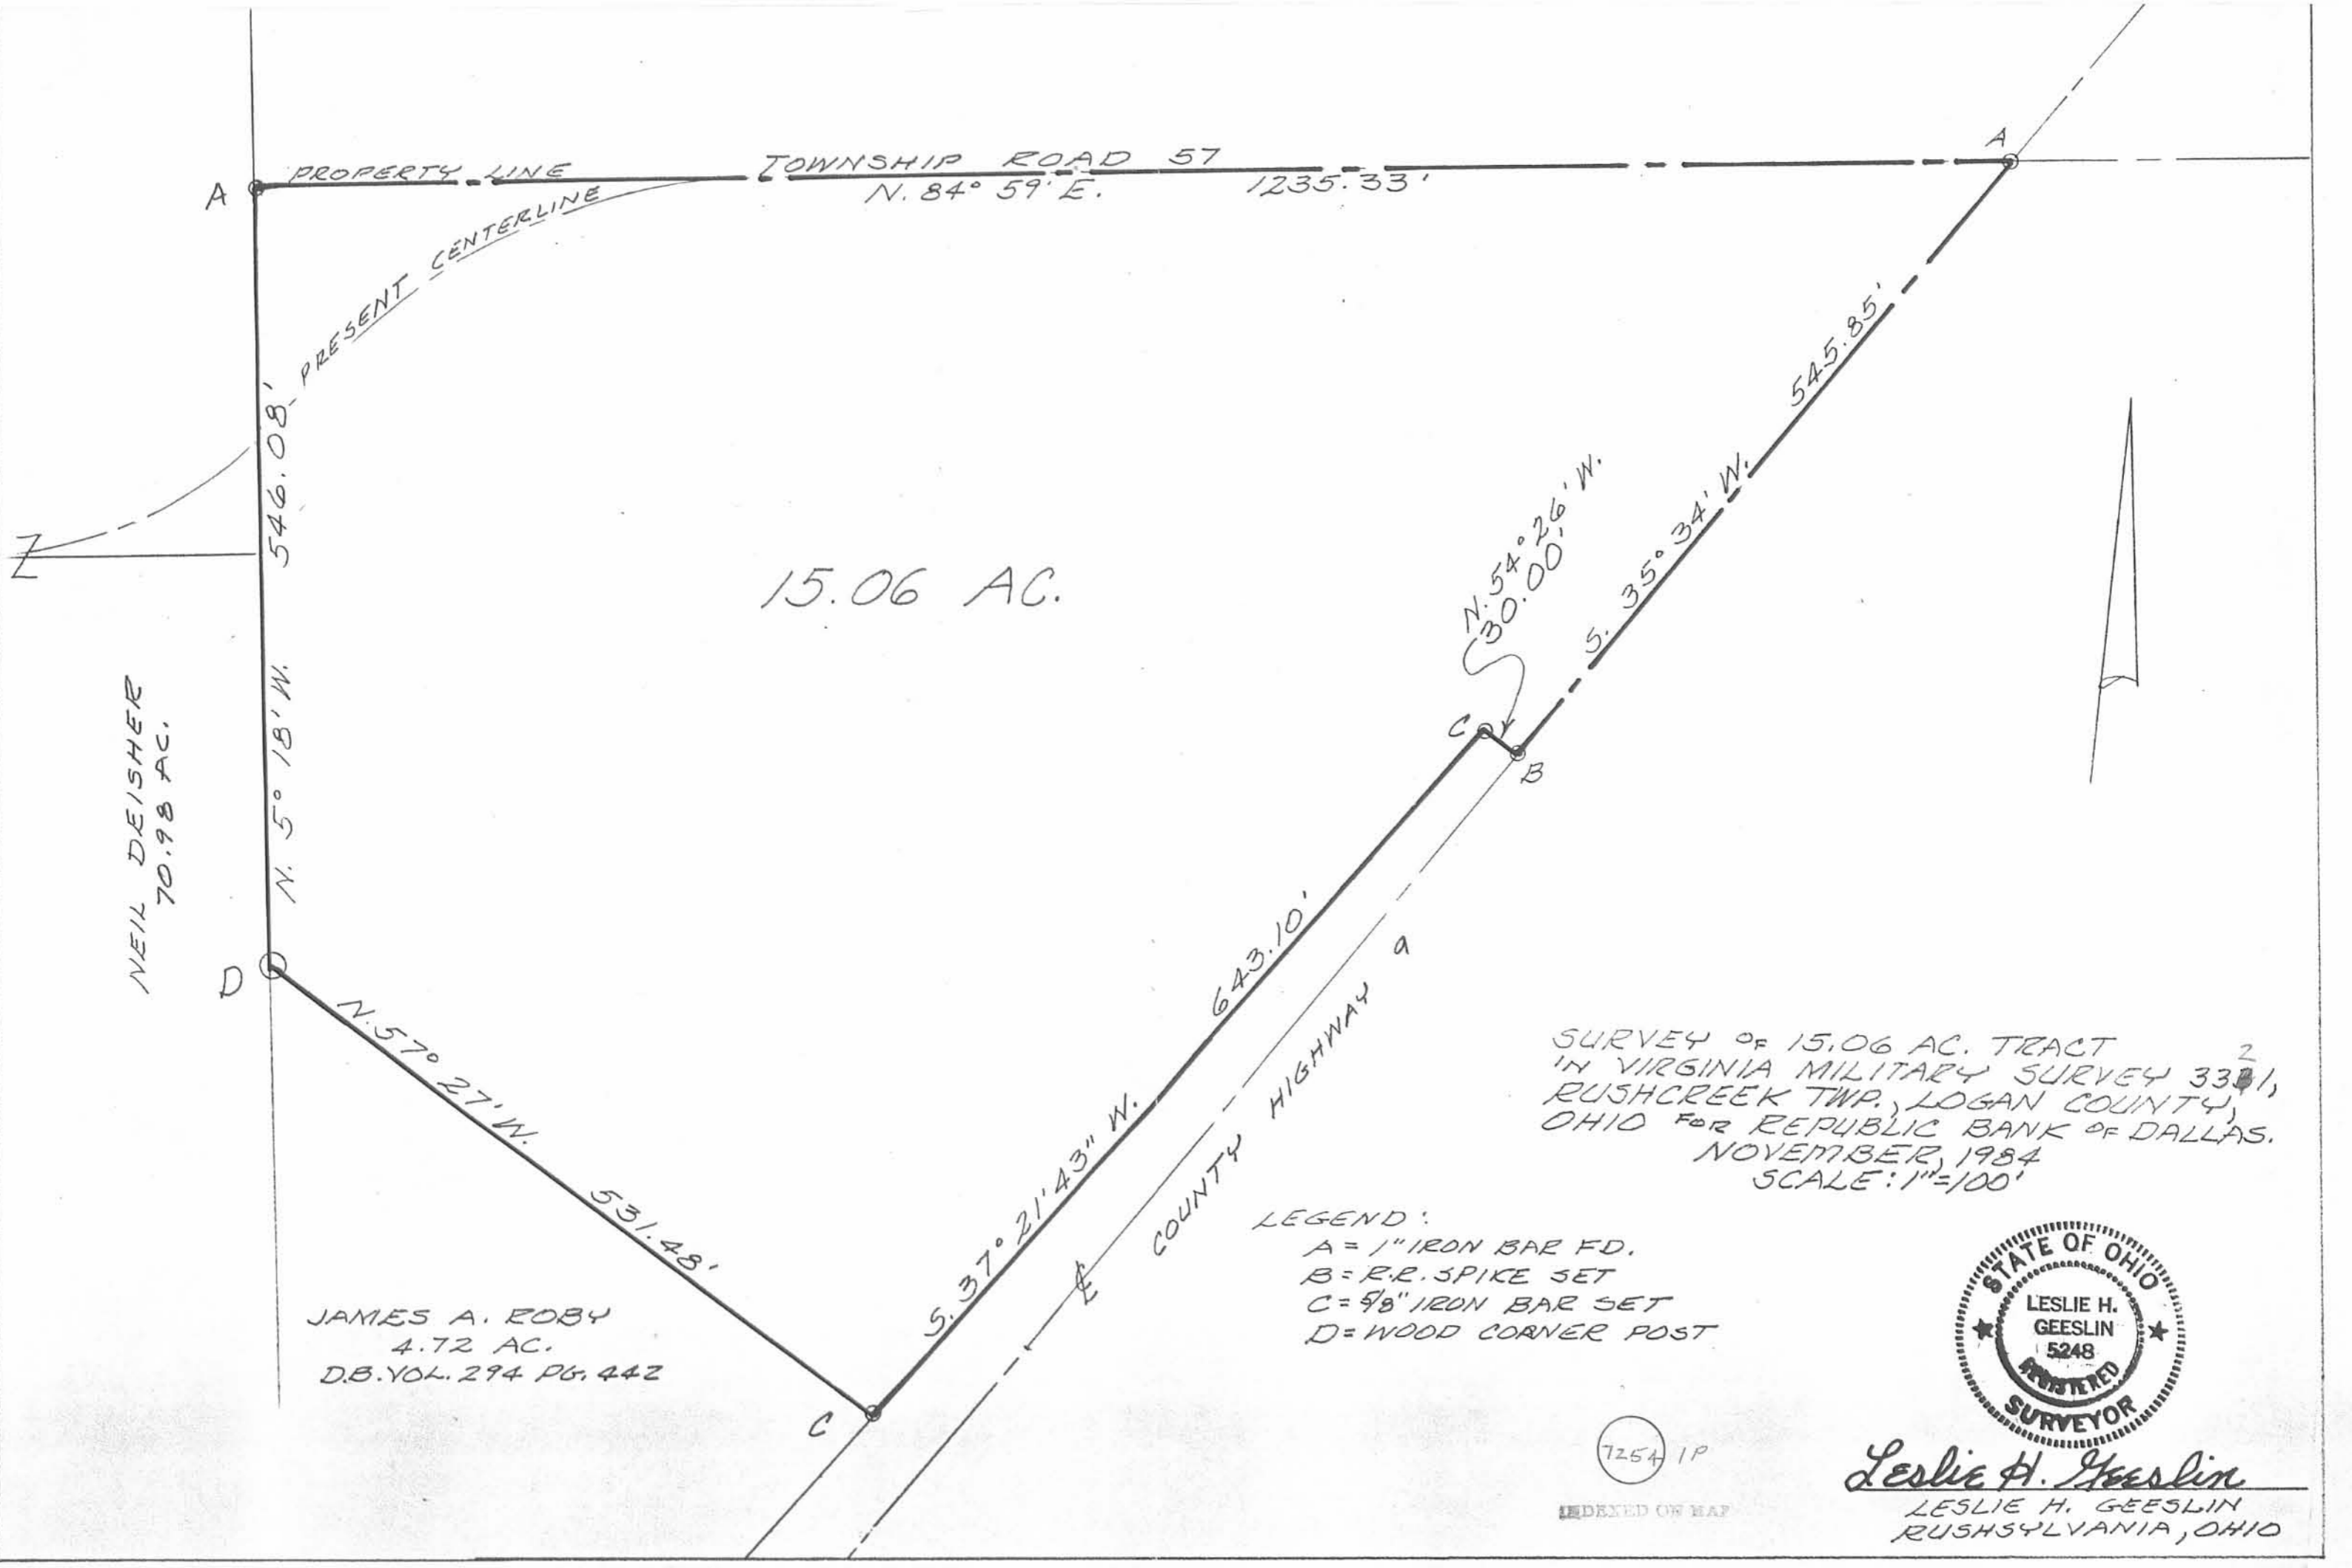 A
PROPERTY LINE
TOWNSHIP ROAD 57
N. 84° 59' E. 1235.33'
A
PRESENT CENTERLINE
545.85'
S. 35° 34' W.
N. 54° 26' W.
30.00'
546.08'
N. 5° 18' W.
15.06 AC.
NEIL DEISHER
70.98 AC.
C
B
D
N. 57° 27' W.
531.48'
643.10'
S. 37° 21' 43" W.
COUNTY HIGHWAY 9
℄
C
JAMES A. ROBY
4.72 AC.
D.B. VOL. 294 PG. 442
SURVEY OF 15.06 AC. TRACT
IN VIRGINIA MILITARY SURVEY 3321,
RUSHCREEK TWP., LOGAN COUNTY,
OHIO FOR REPUBLIC BANK OF DALLAS.
NOVEMBER, 1984
SCALE: 1"=100'
LEGEND:
A = 1" IRON BAR FD.
B = R.R. SPIKE SET
C = 5/8" IRON BAR SET
D = WOOD CORNER POST
STATE OF OHIO
LESLIE H.
GEESLIN
5248
REGISTERED
SURVEYOR
7254 1P
INDEXED ON MAP
Leslie H. Geeslin
LESLIE H. GEESLIN
RUSHSYLVANIA, OHIO